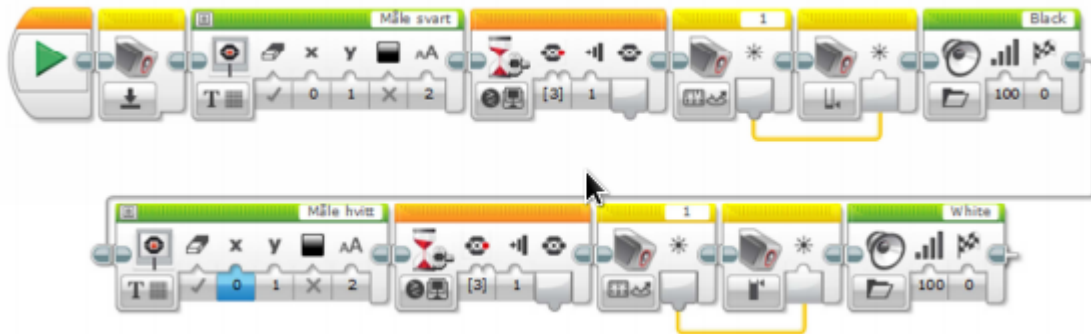 Måle svart 1 Black
x y AA
T 0 1 2 [3] 1 100 0
Måle hvitt 1 White
x y AA
T 0 1 2 [3] 1 100 0